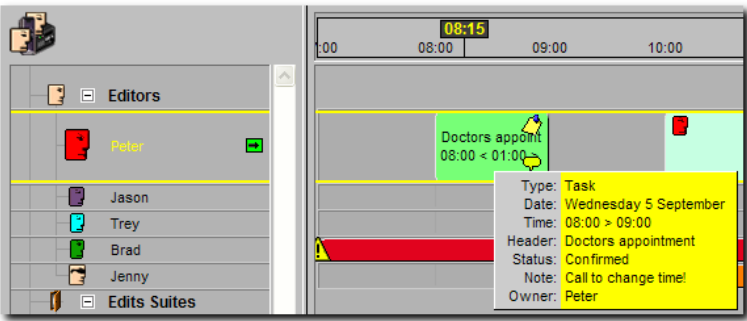 08:15
:00 08:00 09:00 10:00
Editors
Peter
Doctors appoint
08:00 < 01:00 >
Jason
Trey
Brad
Jenny
Edits Suites
Type: Task
Date: Wednesday 5 September
Time: 08:00 > 09:00
Header: Doctors appointment
Status: Confirmed
Note: Call to change time!
Owner: Peter